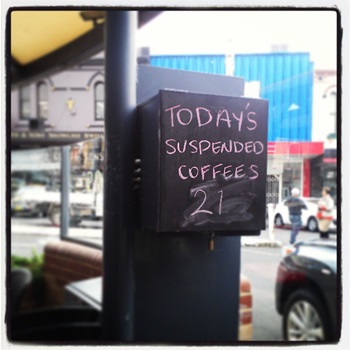 TODAY'S
SUSPENDED
COFFEES
21